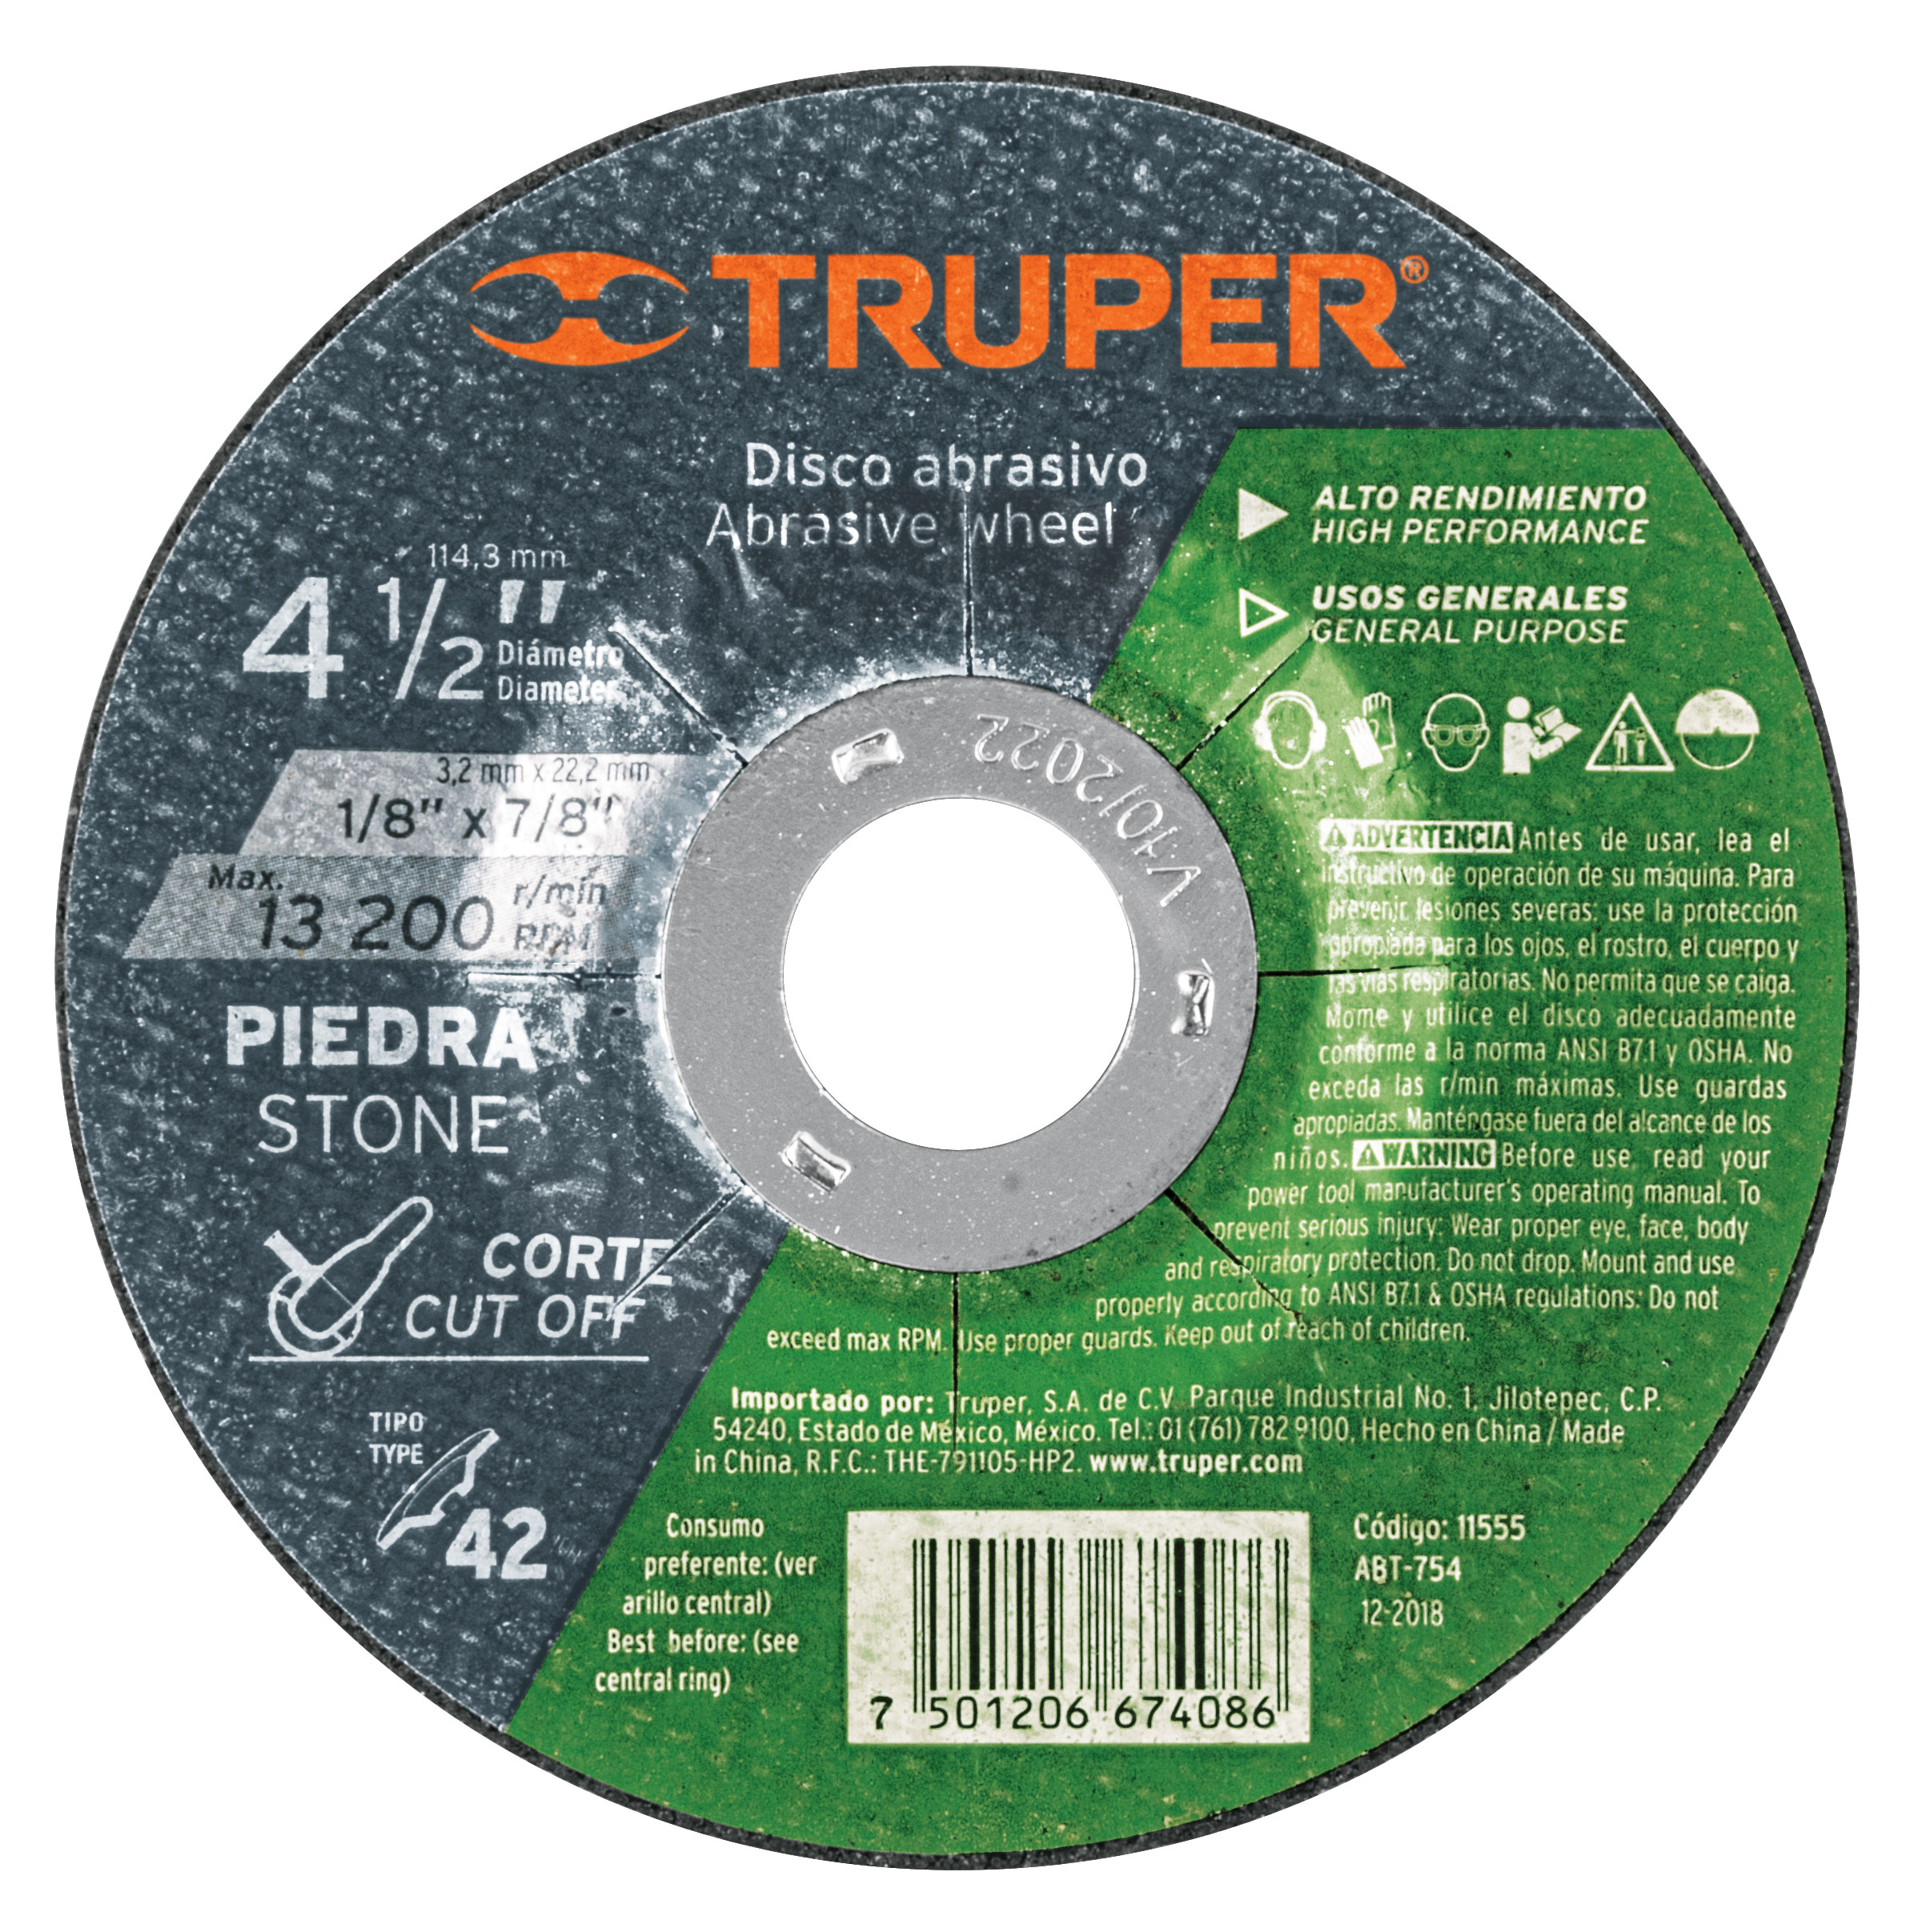 TRUPER®
Disco abrasivo
Abrasive wheel
ALTO RENDIMIENTO
HIGH PERFORMANCE
USOS GENERALES
GENERAL PURPOSE
114,3 mm
4 1/2"
Diámetro
Diameter
3,2 mm x 22,2 mm
1/8" x 7/8"
Max.
13 200 r/min
RPM
PIEDRA
STONE
CORTE
CUT OFF
TIPO
TYPE
42
V10/2022
ADVERTENCIA Antes de usar, lea el
instructivo de operación de su máquina. Para
prevenir lesiones severas: use la protección
apropiada para los ojos, el rostro, el cuerpo y
las vías respiratorias. No permita que se caiga.
Mome y utilice el disco adecuadamente
conforme a la norma ANSI B7.1 y OSHA. No
exceda las r/min máximas. Use guardas
apropiadas. Manténgase fuera del alcance de los
niños. WARNING Before use, read your
power tool manufacturer's operating manual. To
prevent serious injury: Wear proper eye, face, body
and respiratory protection. Do not drop. Mount and use
properly according to ANSI B7.1 & OSHA regulations: Do not
exceed max RPM. Use proper guards. Keep out of reach of children.
Importado por: Truper, S.A. de C.V. Parque Industrial No. 1, Jilotepec, C.P.
54240, Estado de México, México. Tel.: 01 (761) 782 9100, Hecho en China / Made
in China, R.F.C.: THE-791105-HP2. www.truper.com
Consumo
preferente: (ver
arillo central)
Best before: (see
central ring)
7 501206 674086
Código: 11555
ABT-754
12-2018